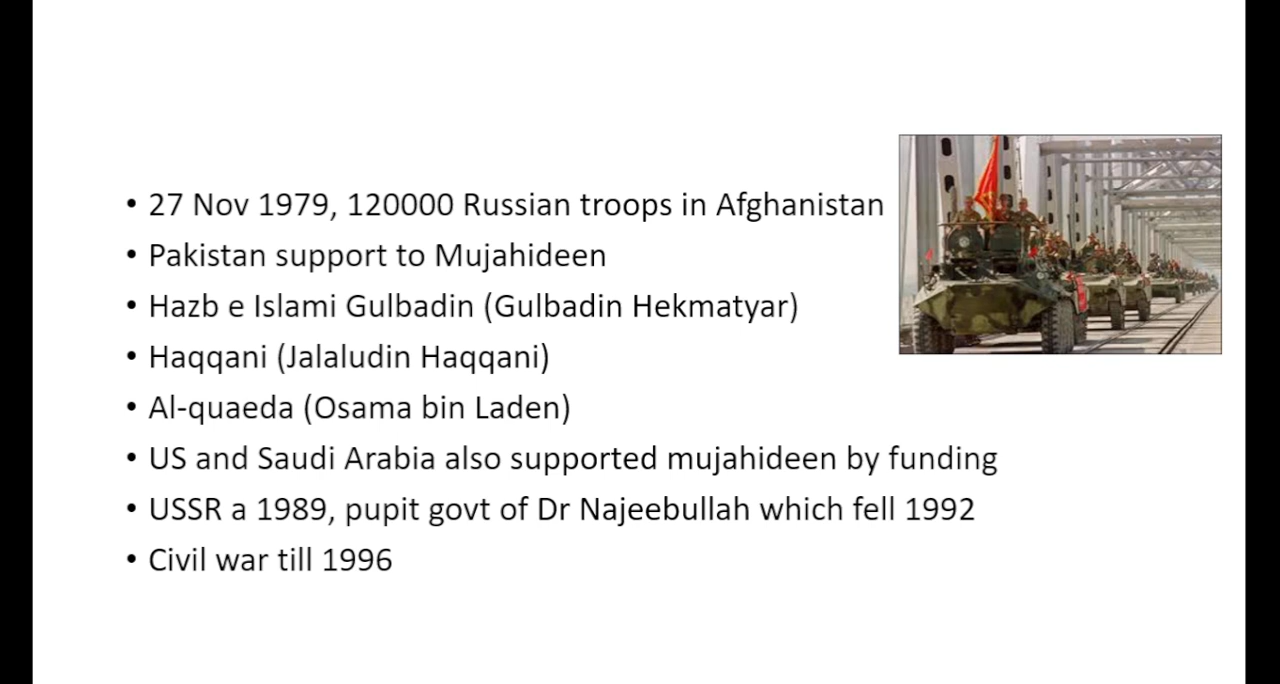 • 27 Nov 1979, 120000 Russian troops in Afghanistan
• Pakistan support to Mujahideen
• Hazb e Islami Gulbadin (Gulbadin Hekmatyar)
• Haqqani (Jalaludin Haqqani)
• Al-quaeda (Osama bin Laden)
• US and Saudi Arabia also supported mujahideen by funding
• USSR a 1989, pupit govt of Dr Najeebullah which fell 1992
• Civil war till 1996